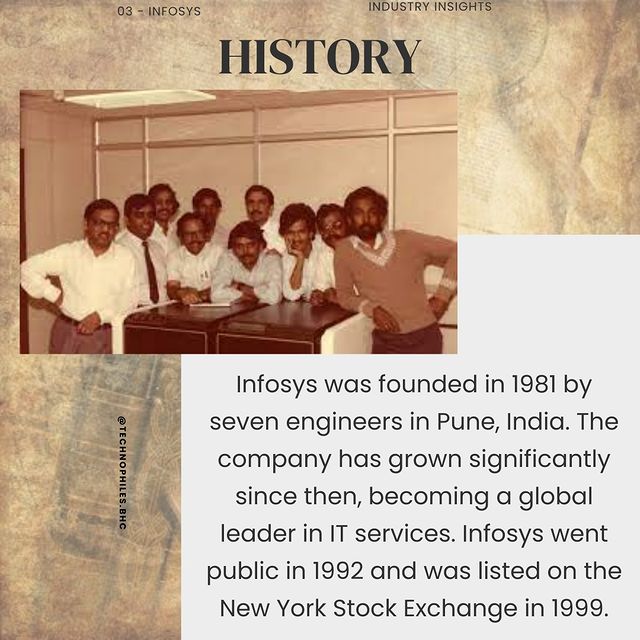 03 - INFOSYS
INDUSTRY INSIGHTS
HISTORY
Infosys was founded in 1981 by
seven engineers in Pune, India. The
company has grown significantly
since then, becoming a global
leader in IT services. Infosys went
public in 1992 and was listed on the
New York Stock Exchange in 1999.
@TECHNOPHILES.BHC